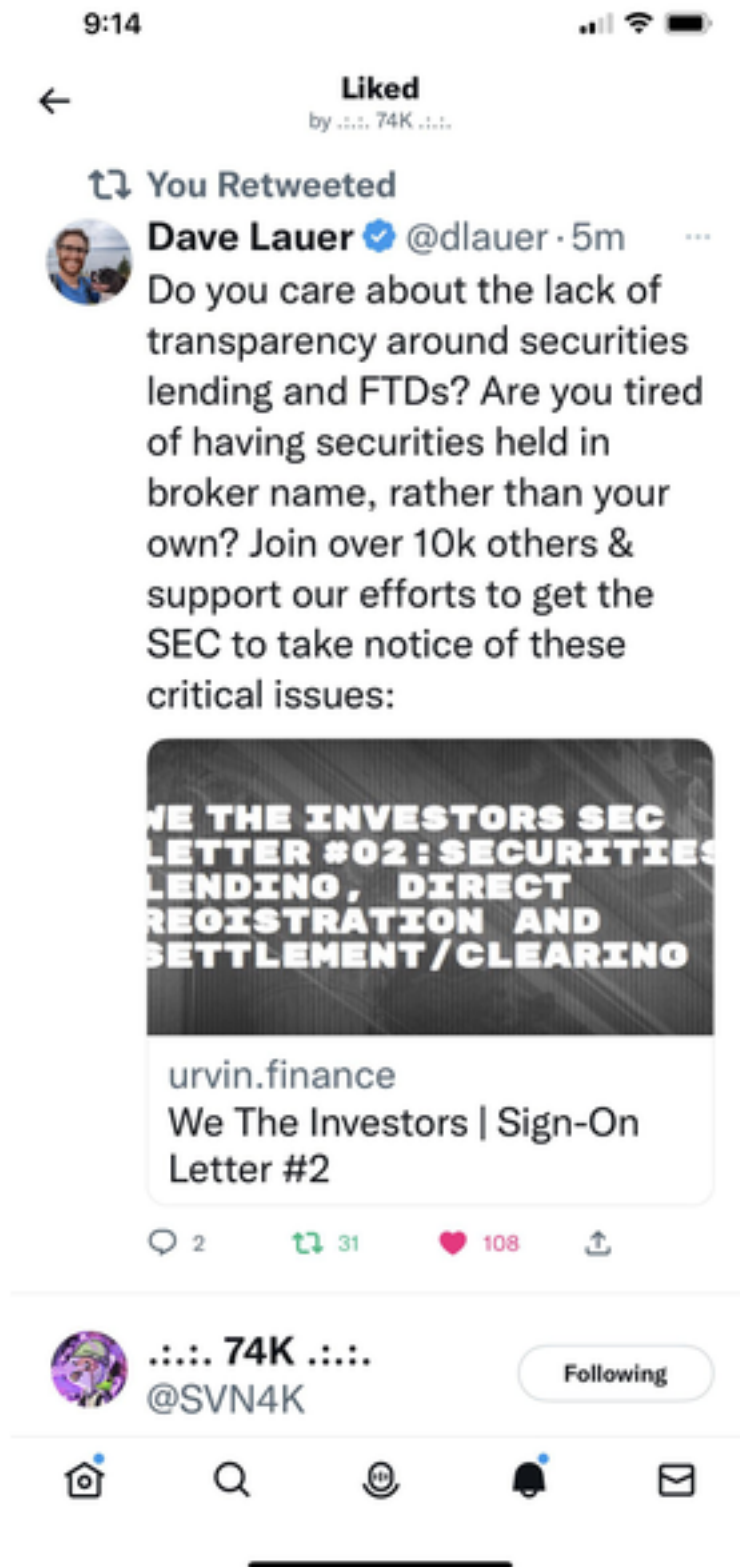 9:14
Liked
by .:.:. 74K .:.:.
You Retweeted
Dave Lauer @dlauer · 5m
Do you care about the lack of
transparency around securities
lending and FTDs? Are you tired
of having securities held in
broker name, rather than your
own? Join over 10k others &
support our efforts to get the
SEC to take notice of these
critical issues:
WE THE INVESTORS SEC
LETTER #02:SECURITIES
LENDING, DIRECT
REGISTRATION AND
SETTLEMENT/CLEARING
urvin.finance
We The Investors | Sign-On
Letter #2
2 31 108
.:.:. 74K .:.:.
@SVN4K
Following